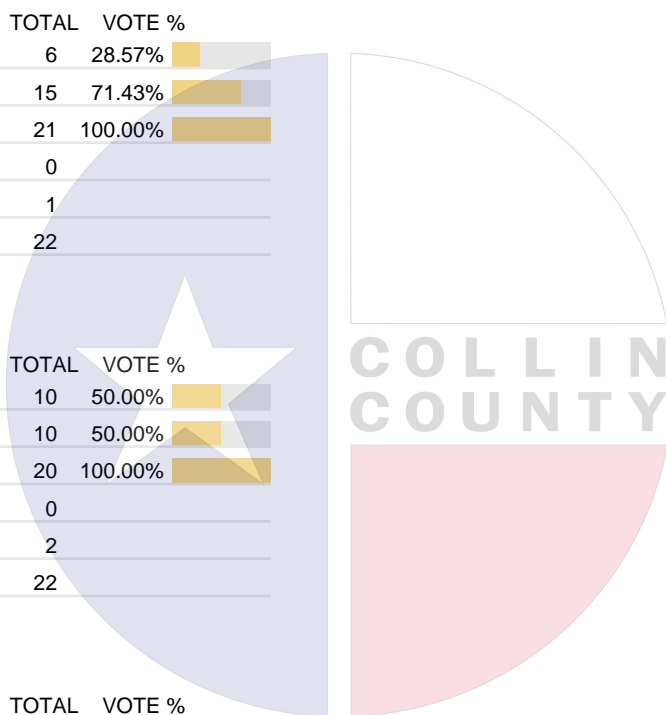 TOTAL VOTE %
6 28.57%
15 71.43%
21 100.00%
0
1
22
COLLIN
COUNTY
TOTAL VOTE %
10 50.00%
10 50.00%
20 100.00%
0
2
22
TOTAL VOTE %